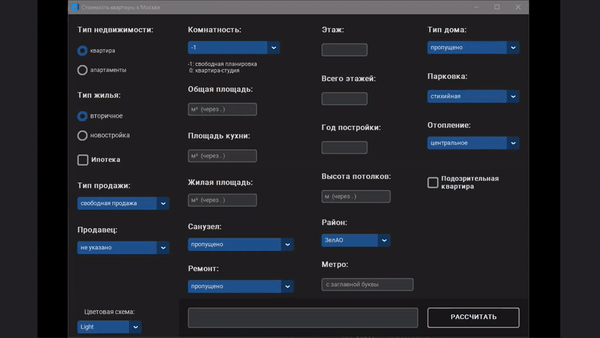 Стоимость квартиры в Москве
Тип недвижимости:
квартира
апартаменты
Тип жилья:
вторичное
новостройка
Ипотека
Тип продажи:
свободная продажа
Продавец:
не указано
Цветовая схема:
Light
Комнатность:
-1
-1: свободная планировка
0: квартира-студия
Общая площадь:
м² (через .)
Площадь кухни:
м² (через .)
Жилая площадь:
м² (через .)
Санузел:
пропущено
Ремонт:
пропущено
Этаж:
Всего этажей:
Год постройки:
Высота потолков:
м (через .)
Район:
ЗелАО
Метро:
с заглавной буквы
Тип дома:
пропущено
Парковка:
стихийная
Отопление:
центральное
Подозрительная
квартира
РАССЧИТАТЬ